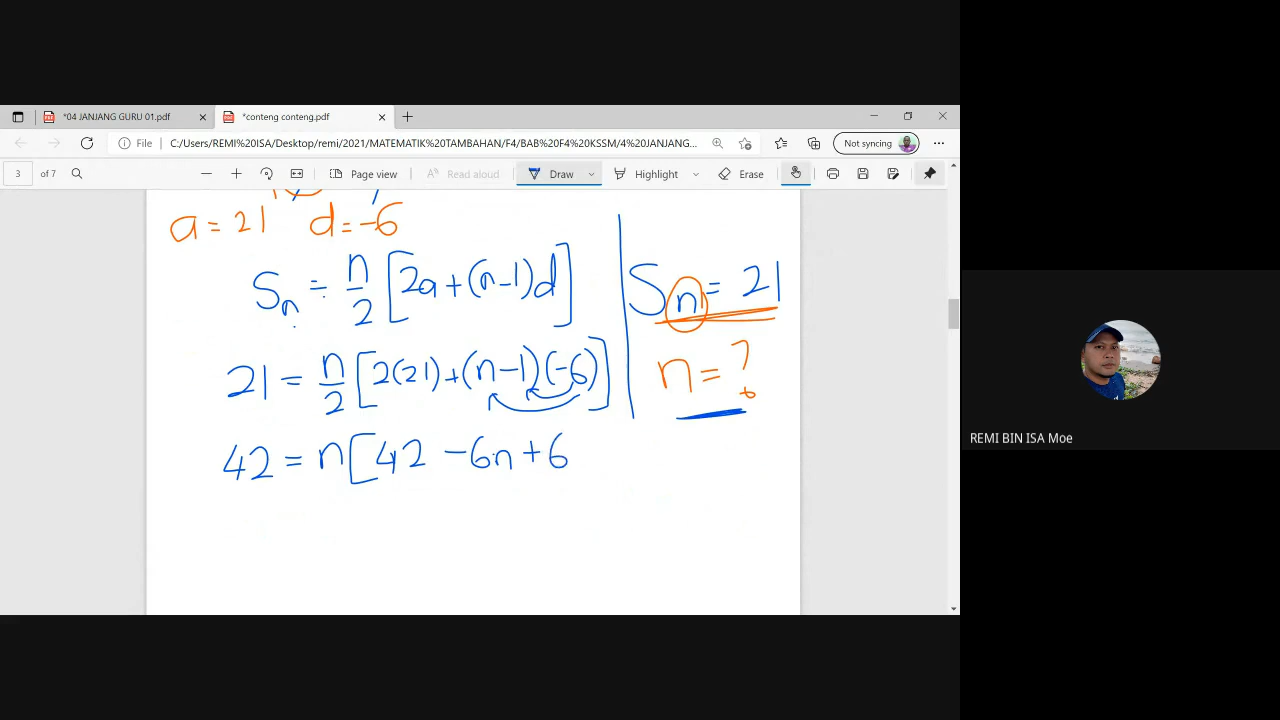 *04 JANJANG GURU 01.pdf
*conteng conteng.pdf
File
C:/Users/REMI%20ISA/Desktop/remi/2021/MATEMATIK%20TAMBAHAN/F4/BAB%20F4%20KSSM/4%20JANJANG...
Not syncing
3 of 7
Page view
Read aloud
Draw
Highlight
Erase
a = 21 d = -6
Sn = n/2 [2a + (n-1)d]
21 = n/2 [2(21) + (n-1)(-6)]
42 = n[42 - 6n + 6
Sn = 21
n = ?
REMI BIN ISA Moe